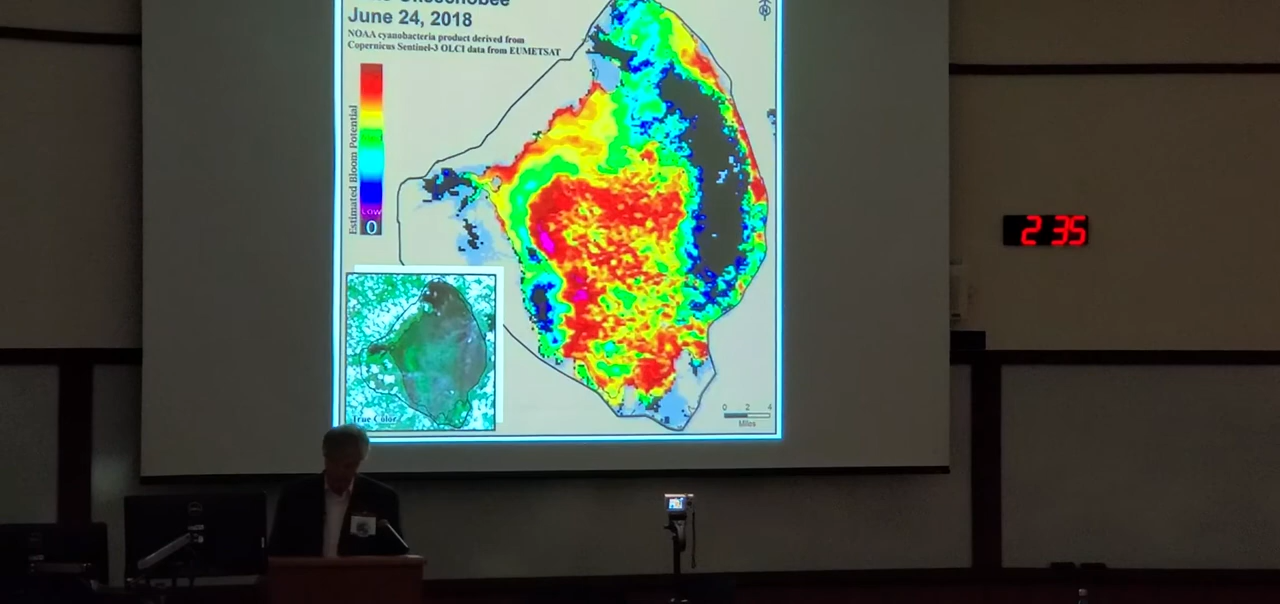 June 24, 2018
NOAA cyanobacteria product derived from
Copernicus Sentinel-3 OLCI data from EUMETSAT
Estimated Bloom Potential
Low
0
True Color
0 2 4
Miles
2 35